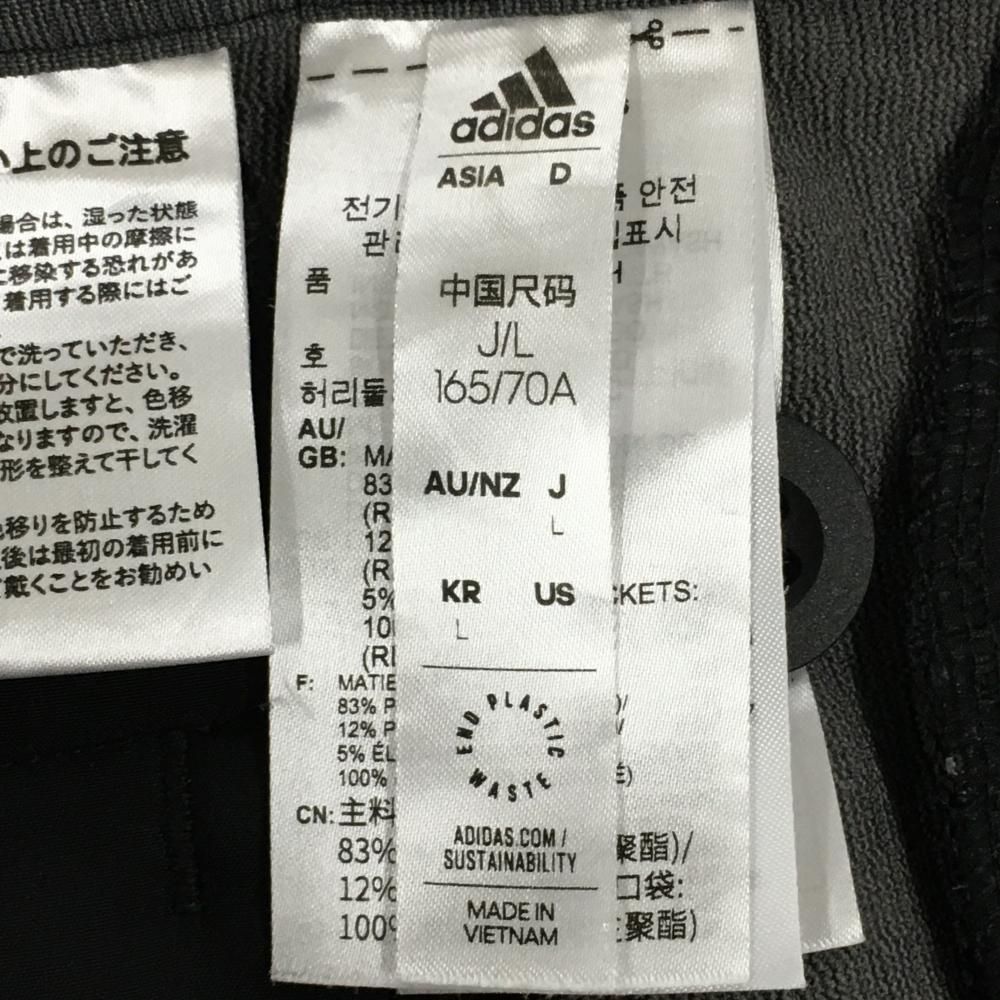 上のご注意
場合は、湿った状態
は着用中の摩擦に
移染する恐れがあ
着用する際にはご
で洗っていただき、
分にしてください。
放置しますと、色移
なりますので、洗濯
形を整えて干してく
色移りを防止するため
後は最初の着用前に
戴くことをお勧めい
adidas
ASIA D
中国尺码
J/L
165/70A
AU/NZ J
L
KR US
L
END PLASTIC WASTE
ADIDAS.COM/
SUSTAINABILITY
MADE IN
VIETNAM
전기 안전
표시
품
호
허리둘
AU/
GB:
83
(R
12
(R
5%
10
(R
CKETS:
F: MATIE
83% P
12% P
5% ÉL
100%
CN: 主料
83% 聚酯)/
12% 口袋:
100% 聚酯)